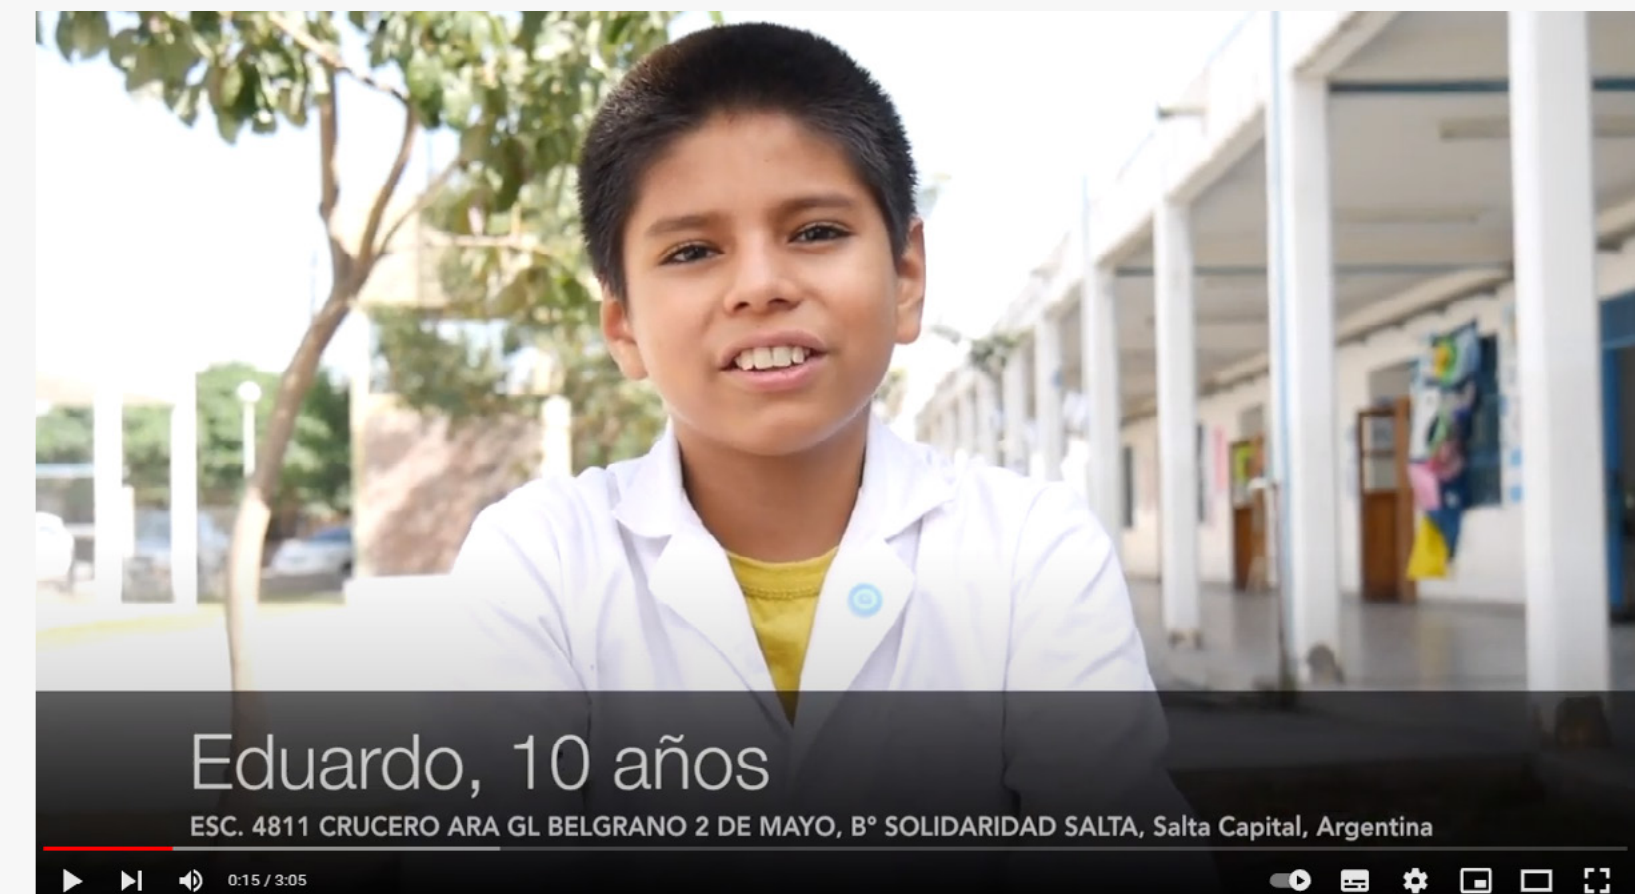 Eduardo, 10 años
ESC. 4811 CRUCERO ARA GL BELGRANO 2 DE MAYO, B° SOLIDARIDAD SALTA, Salta Capital, Argentina
0:15 / 3:05